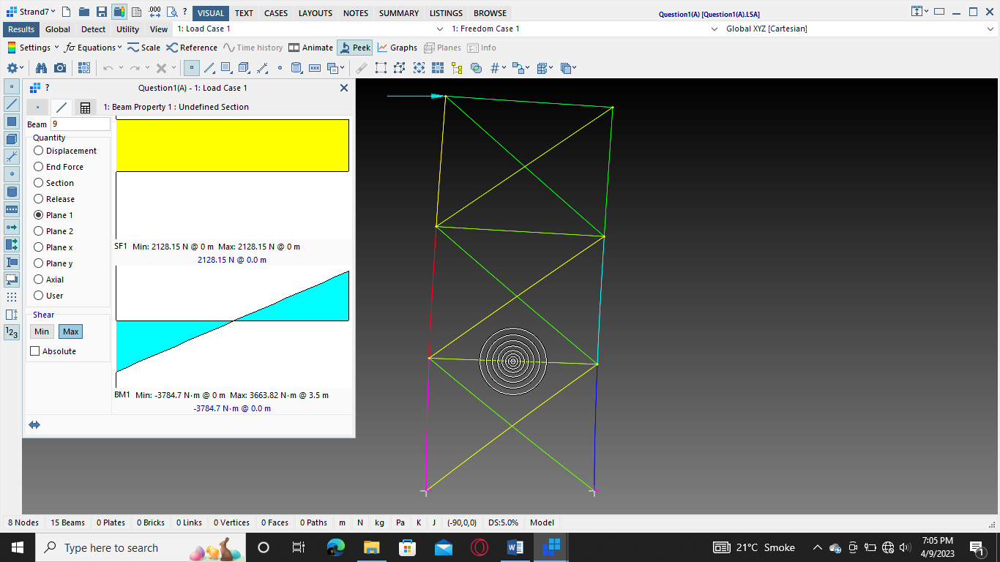 Strand7 .000 ? VISUAL TEXT CASES LAYOUTS NOTES SUMMARY LISTINGS BROWSE Question1(A) [Question1(A).LSA]
Results Global Detect Utility View 1: Load Case 1 1: Freedom Case 1 Global XYZ [Cartesian]
Settings fx Equations Scale Reference Time history Animate Peek Graphs Planes Info
? Question1(A) - 1: Load Case 1
1: Beam Property 1 : Undefined Section
Beam 9
Quantity
Displacement
End Force
Section
Release
Plane 1
Plane 2
Plane x
Plane y
Axial
User
Shear
Min Max
Absolute
SF1 Min: 2128.15 N @ 0 m Max: 2128.15 N @ 0 m
2128.15 N @ 0.0 m
BM1 Min: -3784.7 N·m @ 0 m Max: 3663.82 N·m @ 3.5 m
-3784.7 N·m @ 0.0 m
123
8 Nodes 15 Beams 0 Plates 0 Bricks 0 Links 0 Vertices 0 Faces 0 Paths m N kg Pa K J (-90,0,0) DS:5.0% Model
Type here to search
21°C Smoke
7:05 PM
4/9/2023
1